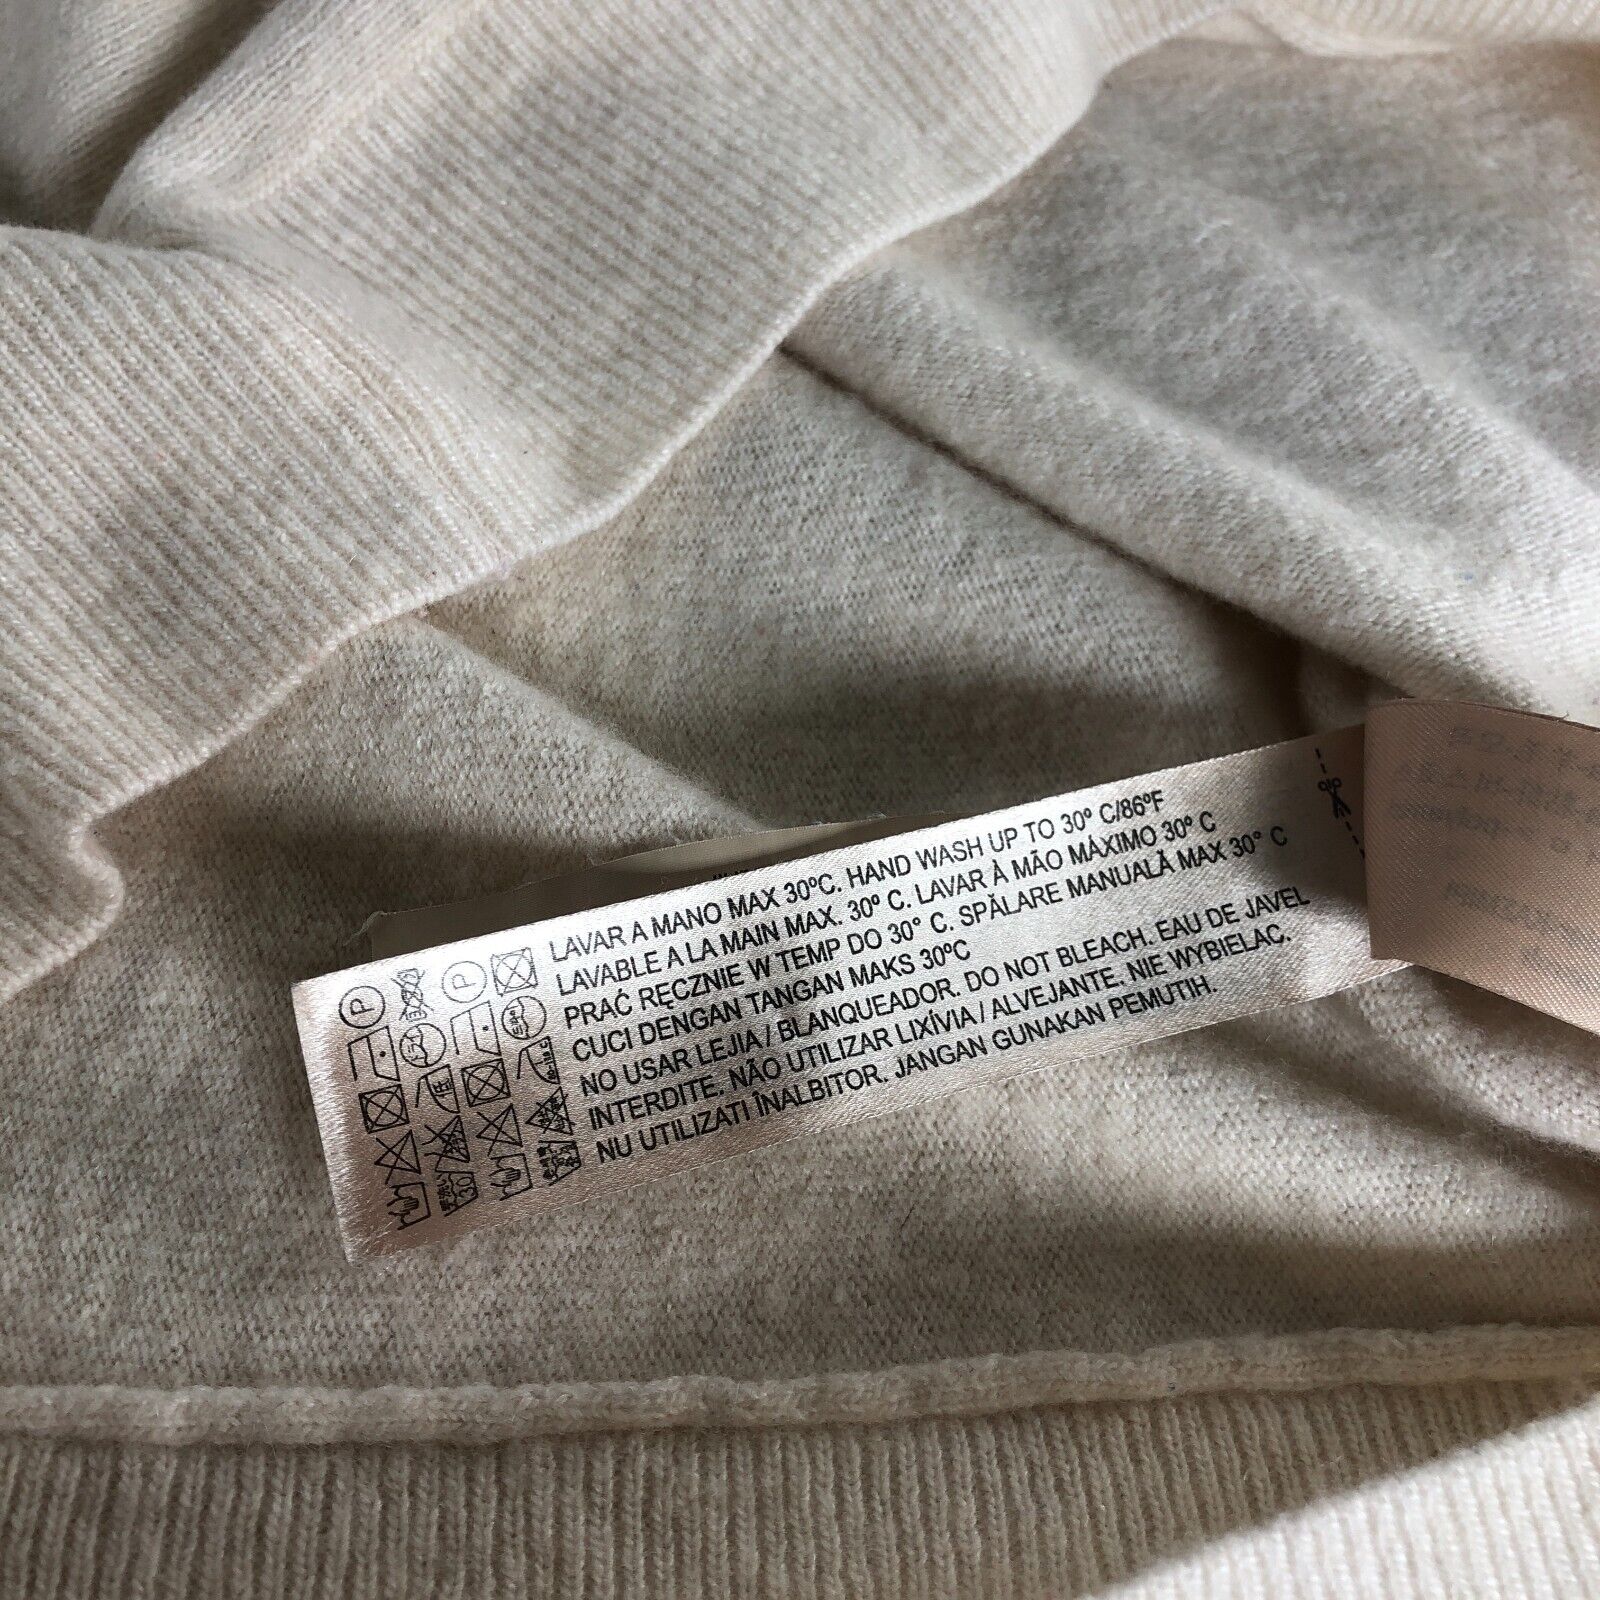 LAVAR A MANO MAX 30ºC. HAND WASH UP TO 30º C/86ºF
LAVABLE A LA MAIN MAX. 30º C. LAVAR À MÃO MÁXIMO 30º C
PRAĆ RĘCZNIE W TEMP DO 30° C. SPĂLARE MANUALĂ MAX 30° C
CUCI DENGAN TANGAN MAKS 30ºC
NO USAR LEJIA / BLANQUEADOR. DO NOT BLEACH. EAU DE JAVEL
INTERDITE. NÃO UTILIZAR LIXÍVIA / ALVEJANTE. NIE WYBIELAC.
NU UTILIZATI ÎNALBITOR. JANGAN GUNAKAN PEMUTIH.